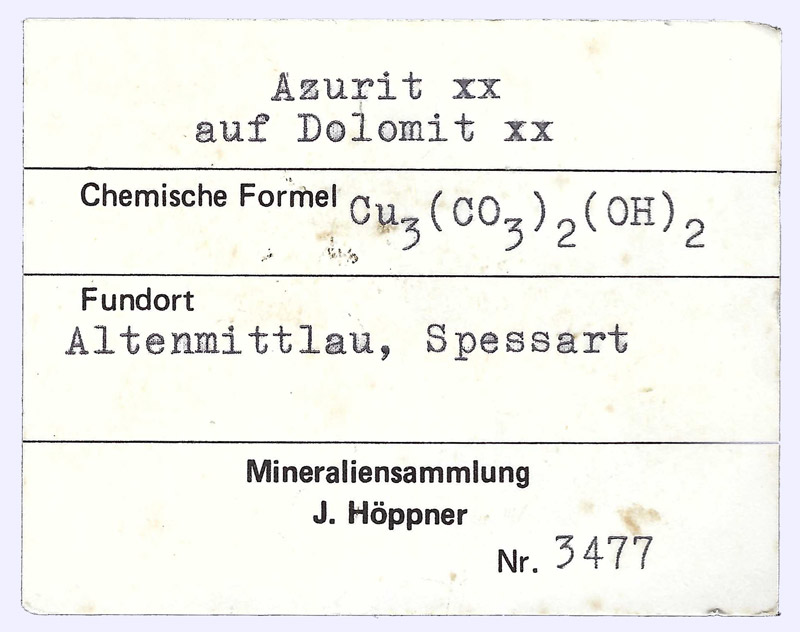 Azurit xx
auf Dolomit xx
Chemische Formel Cu₃(CO₃)₂(OH)₂
Fundort
Altenmittlau, Spessart
Mineraliensammlung
J. Höppner
Nr. 3477